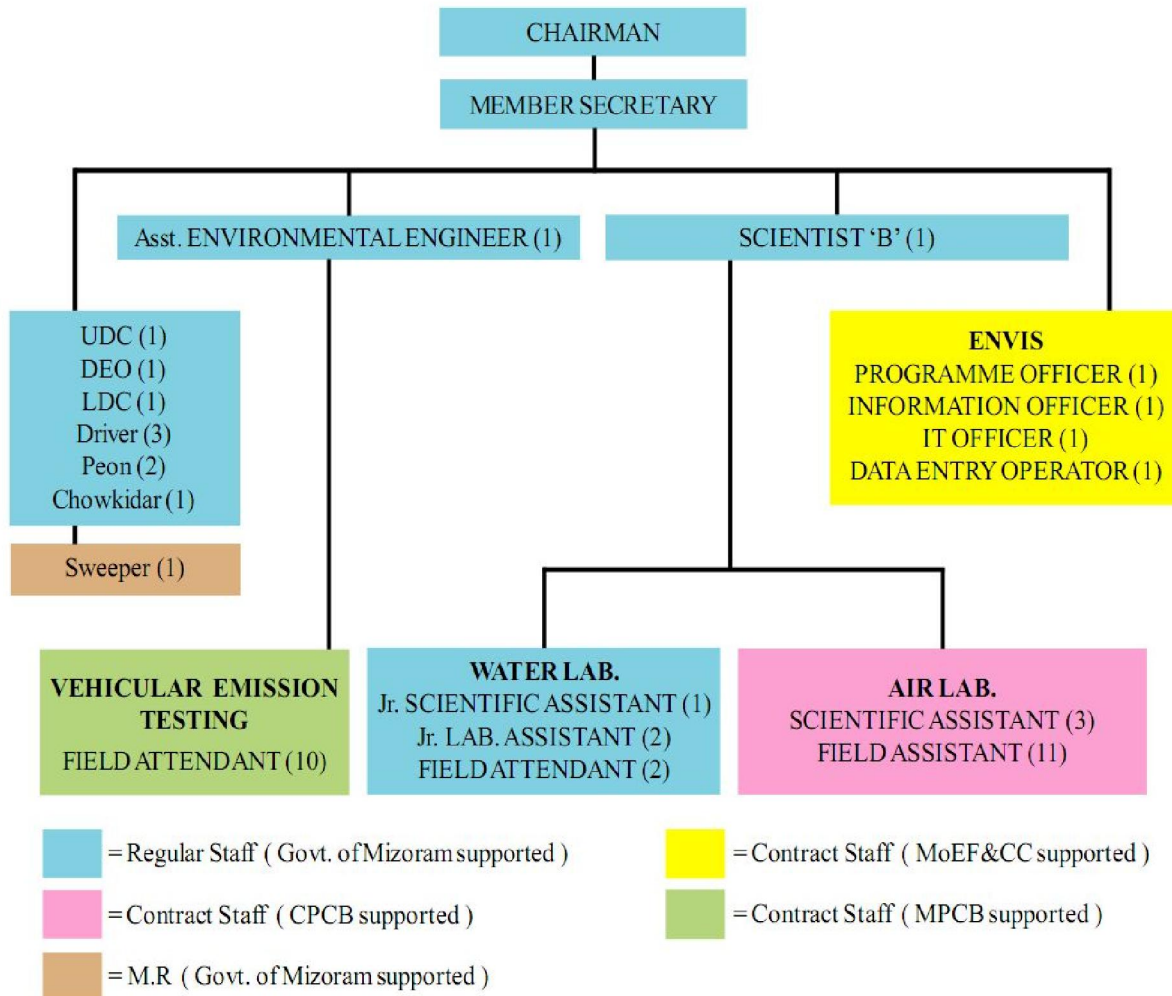 CHAIRMAN
MEMBER SECRETARY
Asst. ENVIRONMENTAL ENGINEER (1)
SCIENTIST ‘B’ (1)
UDC (1)
DEO (1)
LDC (1)
Driver (3)
Peon (2)
Chowkidar (1)
Sweeper (1)
ENVIS
PROGRAMME OFFICER (1)
INFORMATION OFFICER (1)
IT OFFICER (1)
DATA ENTRY OPERATOR (1)
VEHICULAR EMISSION
TESTING
FIELD ATTENDANT (10)
WATER LAB.
Jr. SCIENTIFIC ASSISTANT (1)
Jr. LAB. ASSISTANT (2)
FIELD ATTENDANT (2)
AIR LAB.
SCIENTIFIC ASSISTANT (3)
FIELD ASSISTANT (11)
= Regular Staff ( Govt. of Mizoram supported )
= Contract Staff ( CPCB supported )
= M.R ( Govt. of Mizoram supported )
= Contract Staff ( MoEF&CC supported )
= Contract Staff ( MPCB supported )